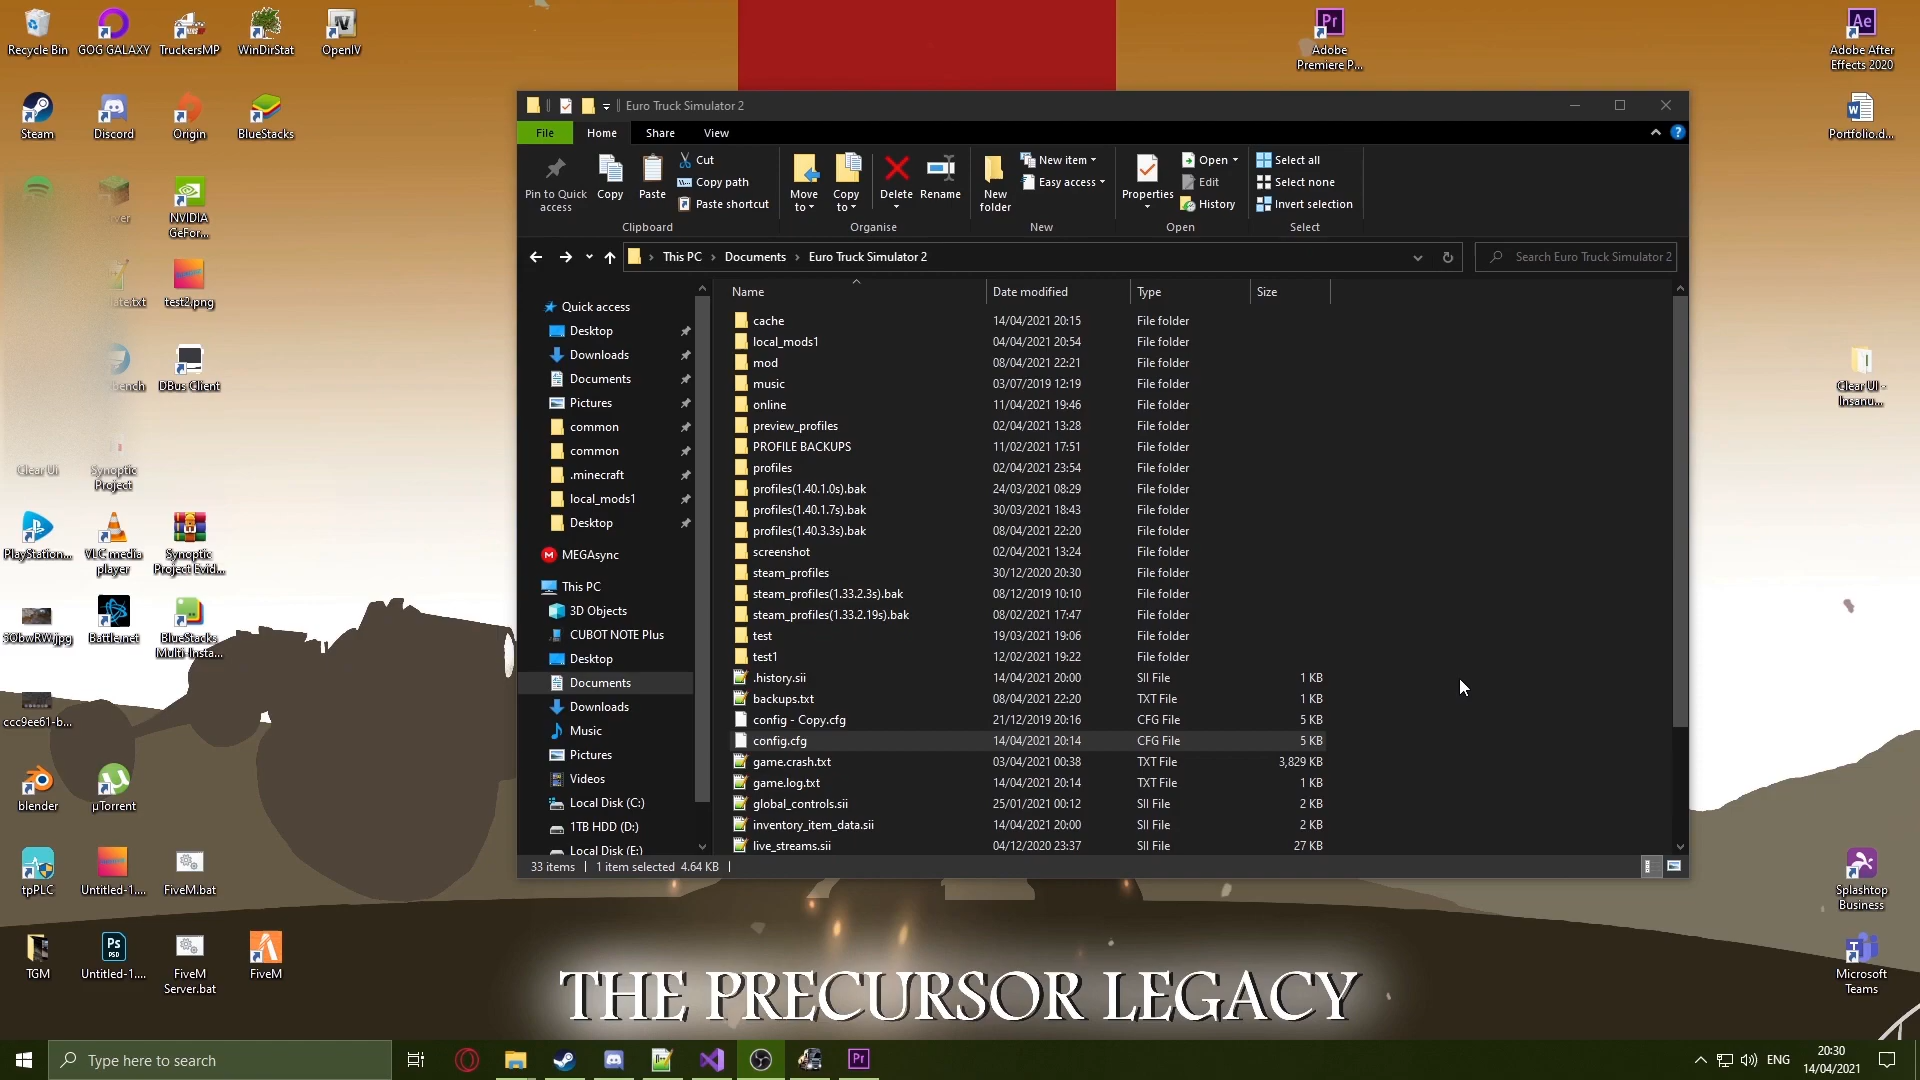 Recycle Bin
GOG GALAXY
TruckersMP
WinDirStat
OpenIV
Adobe
Premiere P...
Adobe After
Effects 2020
Steam
Discord
Origin
BlueStacks
Portfolio.d...
NVIDIA
GeFor...
test2.png
DBus Client
Clear UI -
Insanu...
Clear UI
Synoptic
Project
PlayStation...
VLC media
player
Synoptic
Project Evid...
Battle.net
BlueStacks
Multi-Insta...
ccc9ee61-b...
blender
µTorrent
tpPLC
Untitled-1....
FiveM.bat
Splashtop
Business
TGM
Untitled-1....
FiveM
Server.bat
FiveM
Microsoft
Teams
Euro Truck Simulator 2
File
Home
Share
View
Pin to Quick
access
Copy
Paste
Cut
Copy path
Paste shortcut
Clipboard
Move
to
Copy
to
Delete
Rename
Organise
New
folder
New item
Easy access
New
Properties
Open
Edit
History
Open
Select all
Select none
Invert selection
Select
This PC
Documents
Euro Truck Simulator 2
Search Euro Truck Simulator 2
Quick access
Desktop
Downloads
Documents
Pictures
common
common
.minecraft
local_mods1
Desktop
MEGAsync
This PC
3D Objects
CUBOT NOTE Plus
Desktop
Documents
Downloads
Music
Pictures
Videos
Local Disk (C:)
1TB HDD (D:)
Local Disk (E:)
Name Date modified Type Size
cache 14/04/2021 20:15 File folder
local_mods1 04/04/2021 20:54 File folder
mod 08/04/2021 22:21 File folder
music 03/07/2019 12:19 File folder
online 11/04/2021 19:46 File folder
preview_profiles 02/04/2021 13:28 File folder
PROFILE BACKUPS 11/02/2021 17:51 File folder
profiles 02/04/2021 23:54 File folder
profiles(1.40.1.0s).bak 24/03/2021 08:29 File folder
profiles(1.40.1.7s).bak 30/03/2021 18:43 File folder
profiles(1.40.3.3s).bak 08/04/2021 22:20 File folder
screenshot 02/04/2021 13:24 File folder
steam_profiles 30/12/2020 20:30 File folder
steam_profiles(1.33.2.3s).bak 08/12/2019 10:10 File folder
steam_profiles(1.33.2.19s).bak 08/02/2021 17:47 File folder
test 19/03/2021 19:06 File folder
test1 12/02/2021 19:22 File folder
.history.sii 14/04/2021 20:00 SII File 1 KB
backups.txt 08/04/2021 22:20 TXT File 1 KB
config - Copy.cfg 21/12/2019 20:16 CFG File 5 KB
config.cfg 14/04/2021 20:14 CFG File 5 KB
game.crash.txt 03/04/2021 00:38 TXT File 3,829 KB
game.log.txt 14/04/2021 20:14 TXT File 1 KB
global_controls.sii 25/01/2021 00:12 SII File 2 KB
inventory_item_data.sii 14/04/2021 20:00 SII File 2 KB
live_streams.sii 04/12/2020 23:37 SII File 27 KB
33 items
1 item selected 4.64 KB
THE PRECURSOR LEGACY
Type here to search
ENG
20:30
14/04/2021